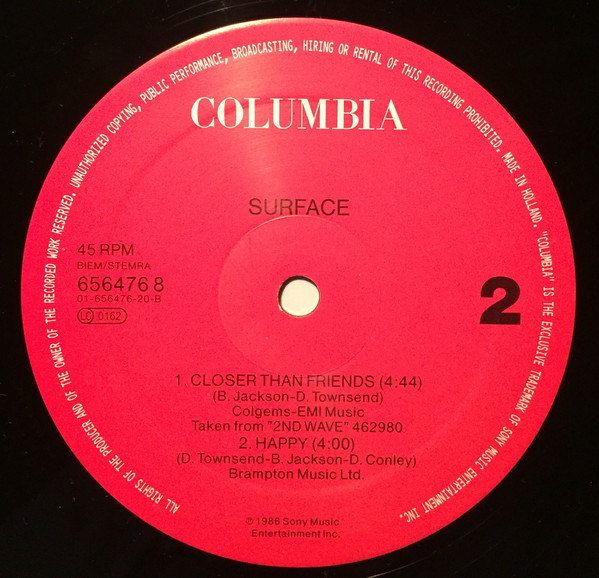 ALL RIGHTS OF THE PRODUCER AND OF THE OWNER OF THE RECORDED WORK RESERVED. UNAUTHORIZED COPYING, PUBLIC PERFORMANCE, BROADCASTING, HIRING OR RENTAL OF THIS RECORDING PROHIBITED. MADE IN HOLLAND. "COLUMBIA" IS THE EXCLUSIVE TRADEMARK OF SONY MUSIC ENTERTAINMENT INC.
COLUMBIA
SURFACE
45 RPM
BIEM/STEMRA
656476 8
01-656476-20-B
LC 0162
2
1. CLOSER THAN FRIENDS (4:44)
(B. Jackson-D. Townsend)
Colgems-EMI Music
Taken from "2ND WAVE" 462980
2. HAPPY (4:00)
(D. Townsend-B. Jackson-D. Conley)
Brampton Music Ltd.
℗ 1986 Sony Music
Entertainment Inc.